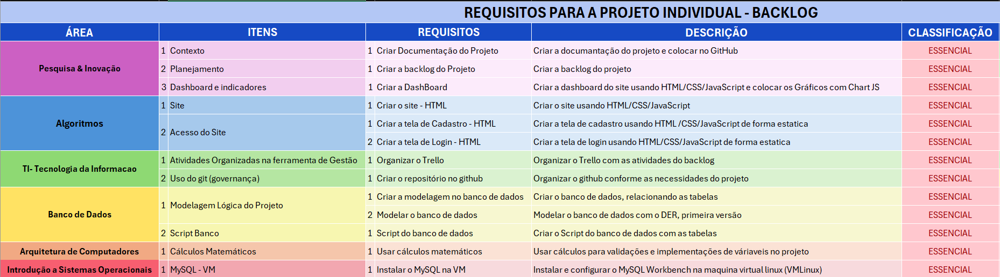 REQUISITOS PARA A PROJETO INDIVIDUAL - BACKLOG
ÁREA ITENS REQUISITOS DESCRIÇÃO CLASSIFICAÇÃO
Pesquisa & Inovação
1 Contexto 1 Criar Documentação do Projeto Criar a documantação do projeto e colocar no GitHub ESSENCIAL
2 Planejamento 1 Criar a backlog do Projeto Criar a backlog do projeto ESSENCIAL
3 Dashboard e indicadores 1 Criar a DashBoard Criar a dashboard do site usando HTML/CSS/JavaScript e colocar os Gráficos com Chart JS ESSENCIAL
Algoritmos
1 Site 1 Criar o site - HTML Criar o site usando HTML/CSS/JavaScript ESSENCIAL
2 Acesso do Site 1 Criar a tela de Cadastro - HTML Criar a tela de cadastro usando HTML /CSS/JavaScript de forma estatica ESSENCIAL
2 Criar a tela de Login - HTML Criar a tela de login usando HTML/CSS/JavaScript de forma estatica ESSENCIAL
TI- Tecnologia da Informacao
1 Atividades Organizadas na ferramenta de Gestão 1 Organizar o Trello Organizar o Trello com as atividades do backlog ESSENCIAL
2 Uso do git (governança) 1 Criar o repositório no github Organizar o github conforme as necessidades do projeto ESSENCIAL
Banco de Dados
1 Modelagem Lógica do Projeto 1 Criar a modelagem no banco de dados Criar o banco de dados, relacionando as tabelas ESSENCIAL
2 Modelar o banco de dados Modelar o banco de dados com o DER, primeira versão ESSENCIAL
2 Script Banco 1 Script do banco de dados Criar o Script do banco de dados com as tabelas ESSENCIAL
Arquitetura de Computadores 1 Cálculos Matemáticos 1 Usar cálculos matemáticos Usar cálculos para validações e implementações de váriaveis no projeto ESSENCIAL
Introdução a Sistemas Operacionais 1 MySQL - VM 1 Instalar o MySQL na VM Instalar e configurar o MySQL Workbench na maquina virtual linux (VMLinux) ESSENCIAL